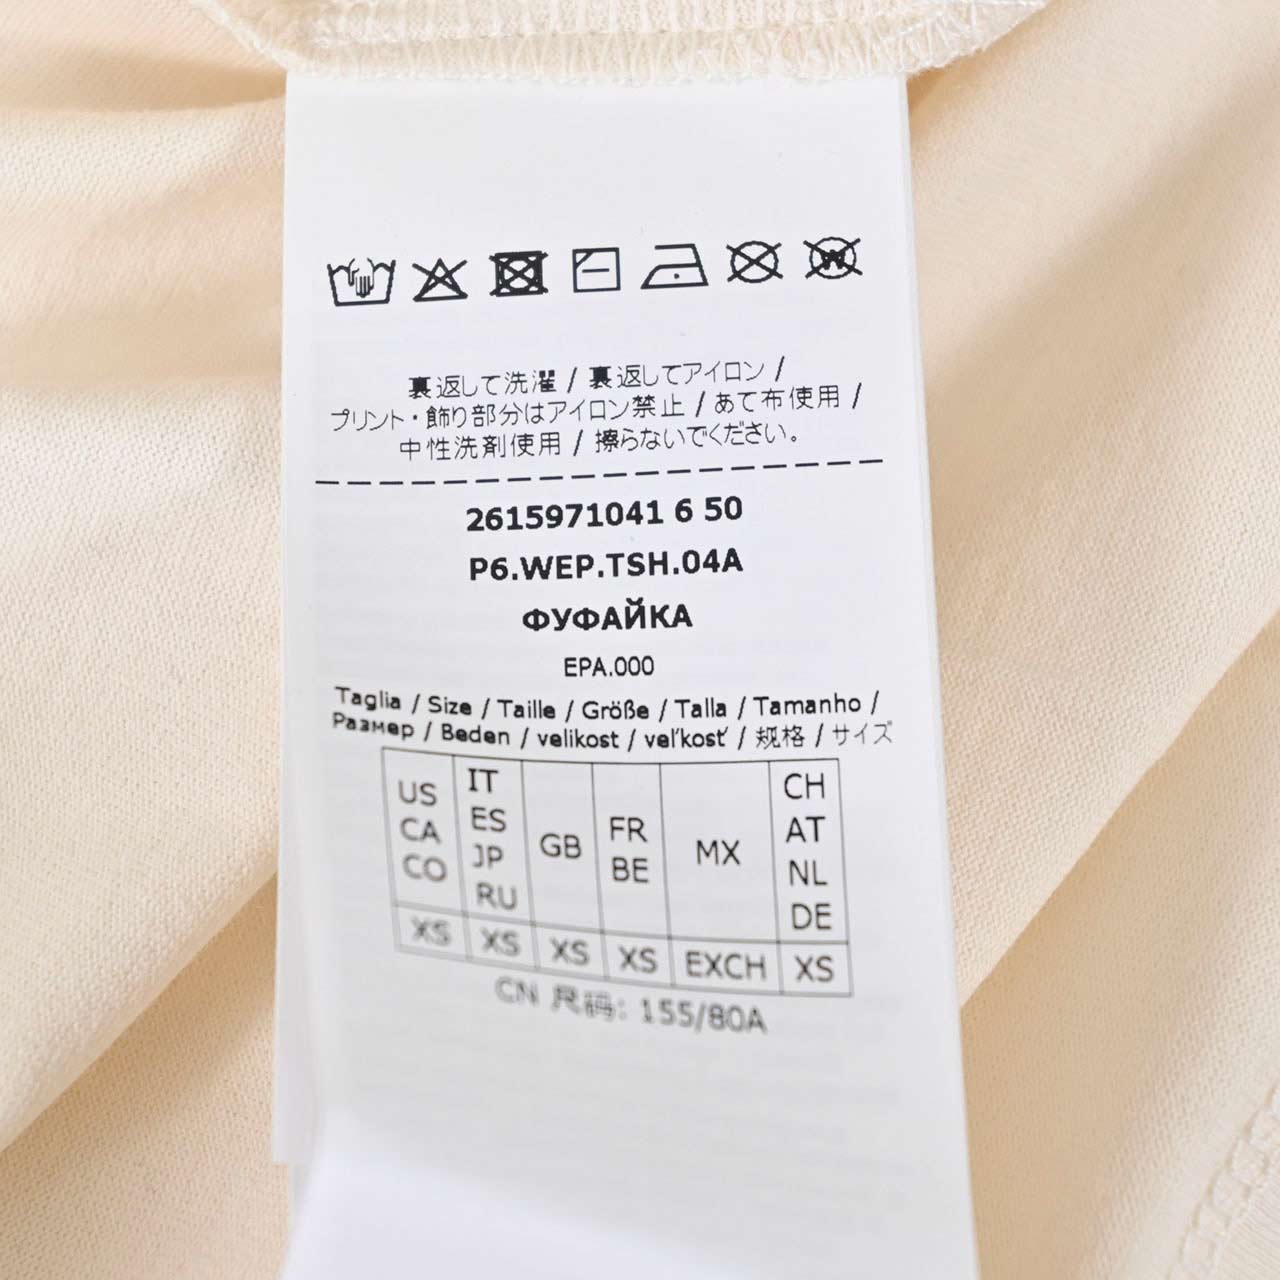 裏返して洗濯 / 裏返してアイロン /
プリント・飾り部分はアイロン禁止 / あて布使用 /
中性洗剤使用 / 擦らないでください。
2615971041 6 50
P6.WEP.TSH.04A
ФУФАЙКА
EPA.000
Taglia / Size / Taille / Größe / Talla / Tamanho /
Размер / Beden / velikost / veľkosť / 规格 / サイズ
US CA CO
IT ES JP RU
GB
FR BE
MX
CH AT NL DE
XS XS XS XS EXCH XS
CN 尺码: 155/80A